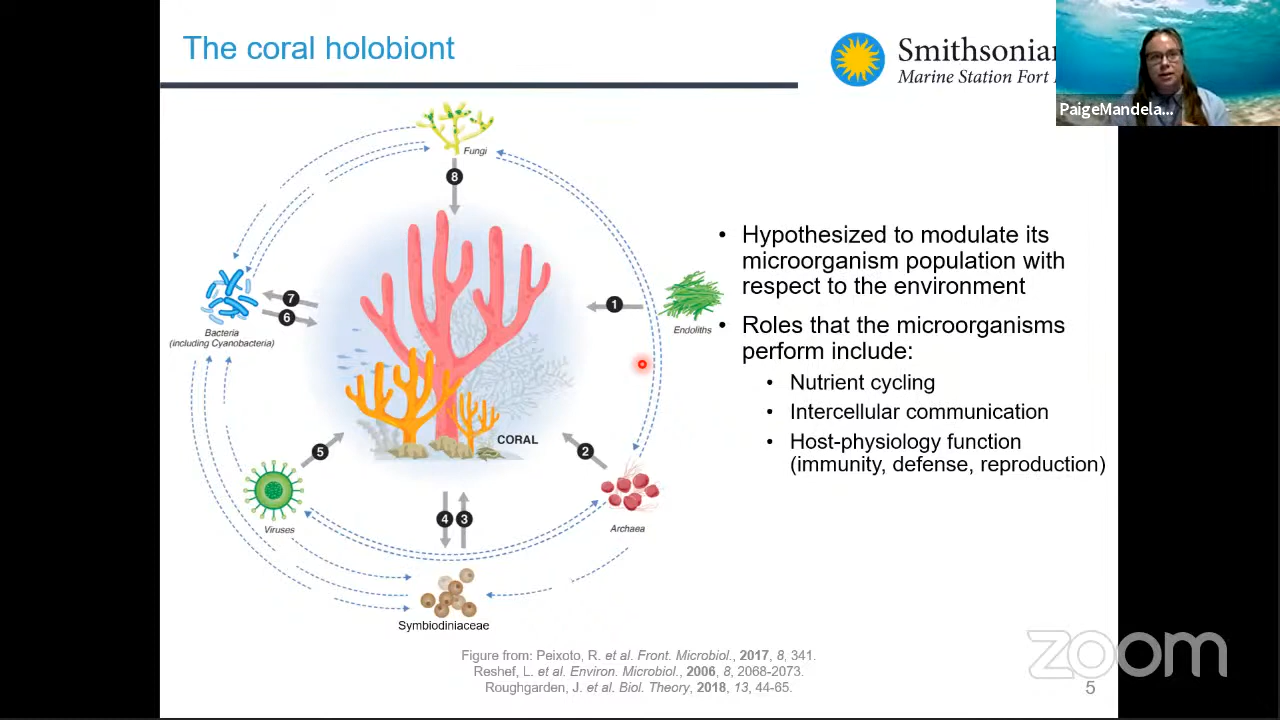 The coral holobiont
Smithsonian
Marine Station Fort
PaigeMandela...
Fungi
8
7
6
Bacteria
(including Cyanobacteria)
1
Endoliths
CORAL
5
2
Viruses
4 3
Archaea
Symbiodiniaceae
• Hypothesized to modulate its
microorganism population with
respect to the environment
• Roles that the microorganisms
perform include:
• Nutrient cycling
• Intercellular communication
• Host-physiology function
(immunity, defense, reproduction)
Figure from: Peixoto, R. et al. Front. Microbiol., 2017, 8, 341.
Reshef, L. et al. Environ. Microbiol., 2006, 8, 2068-2073.
Roughgarden, J. et al. Biol. Theory, 2018, 13, 44-65.
zoom
5